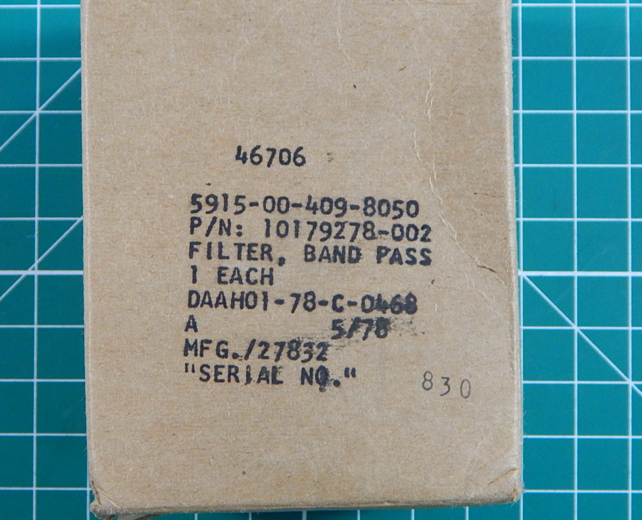 46706
5915-00-409-8050
P/N: 10179278-002
FILTER, BAND PASS
1 EACH
DAAH01-78-C-0468
A 5/78
MFG./27832
"SERIAL NO." 830